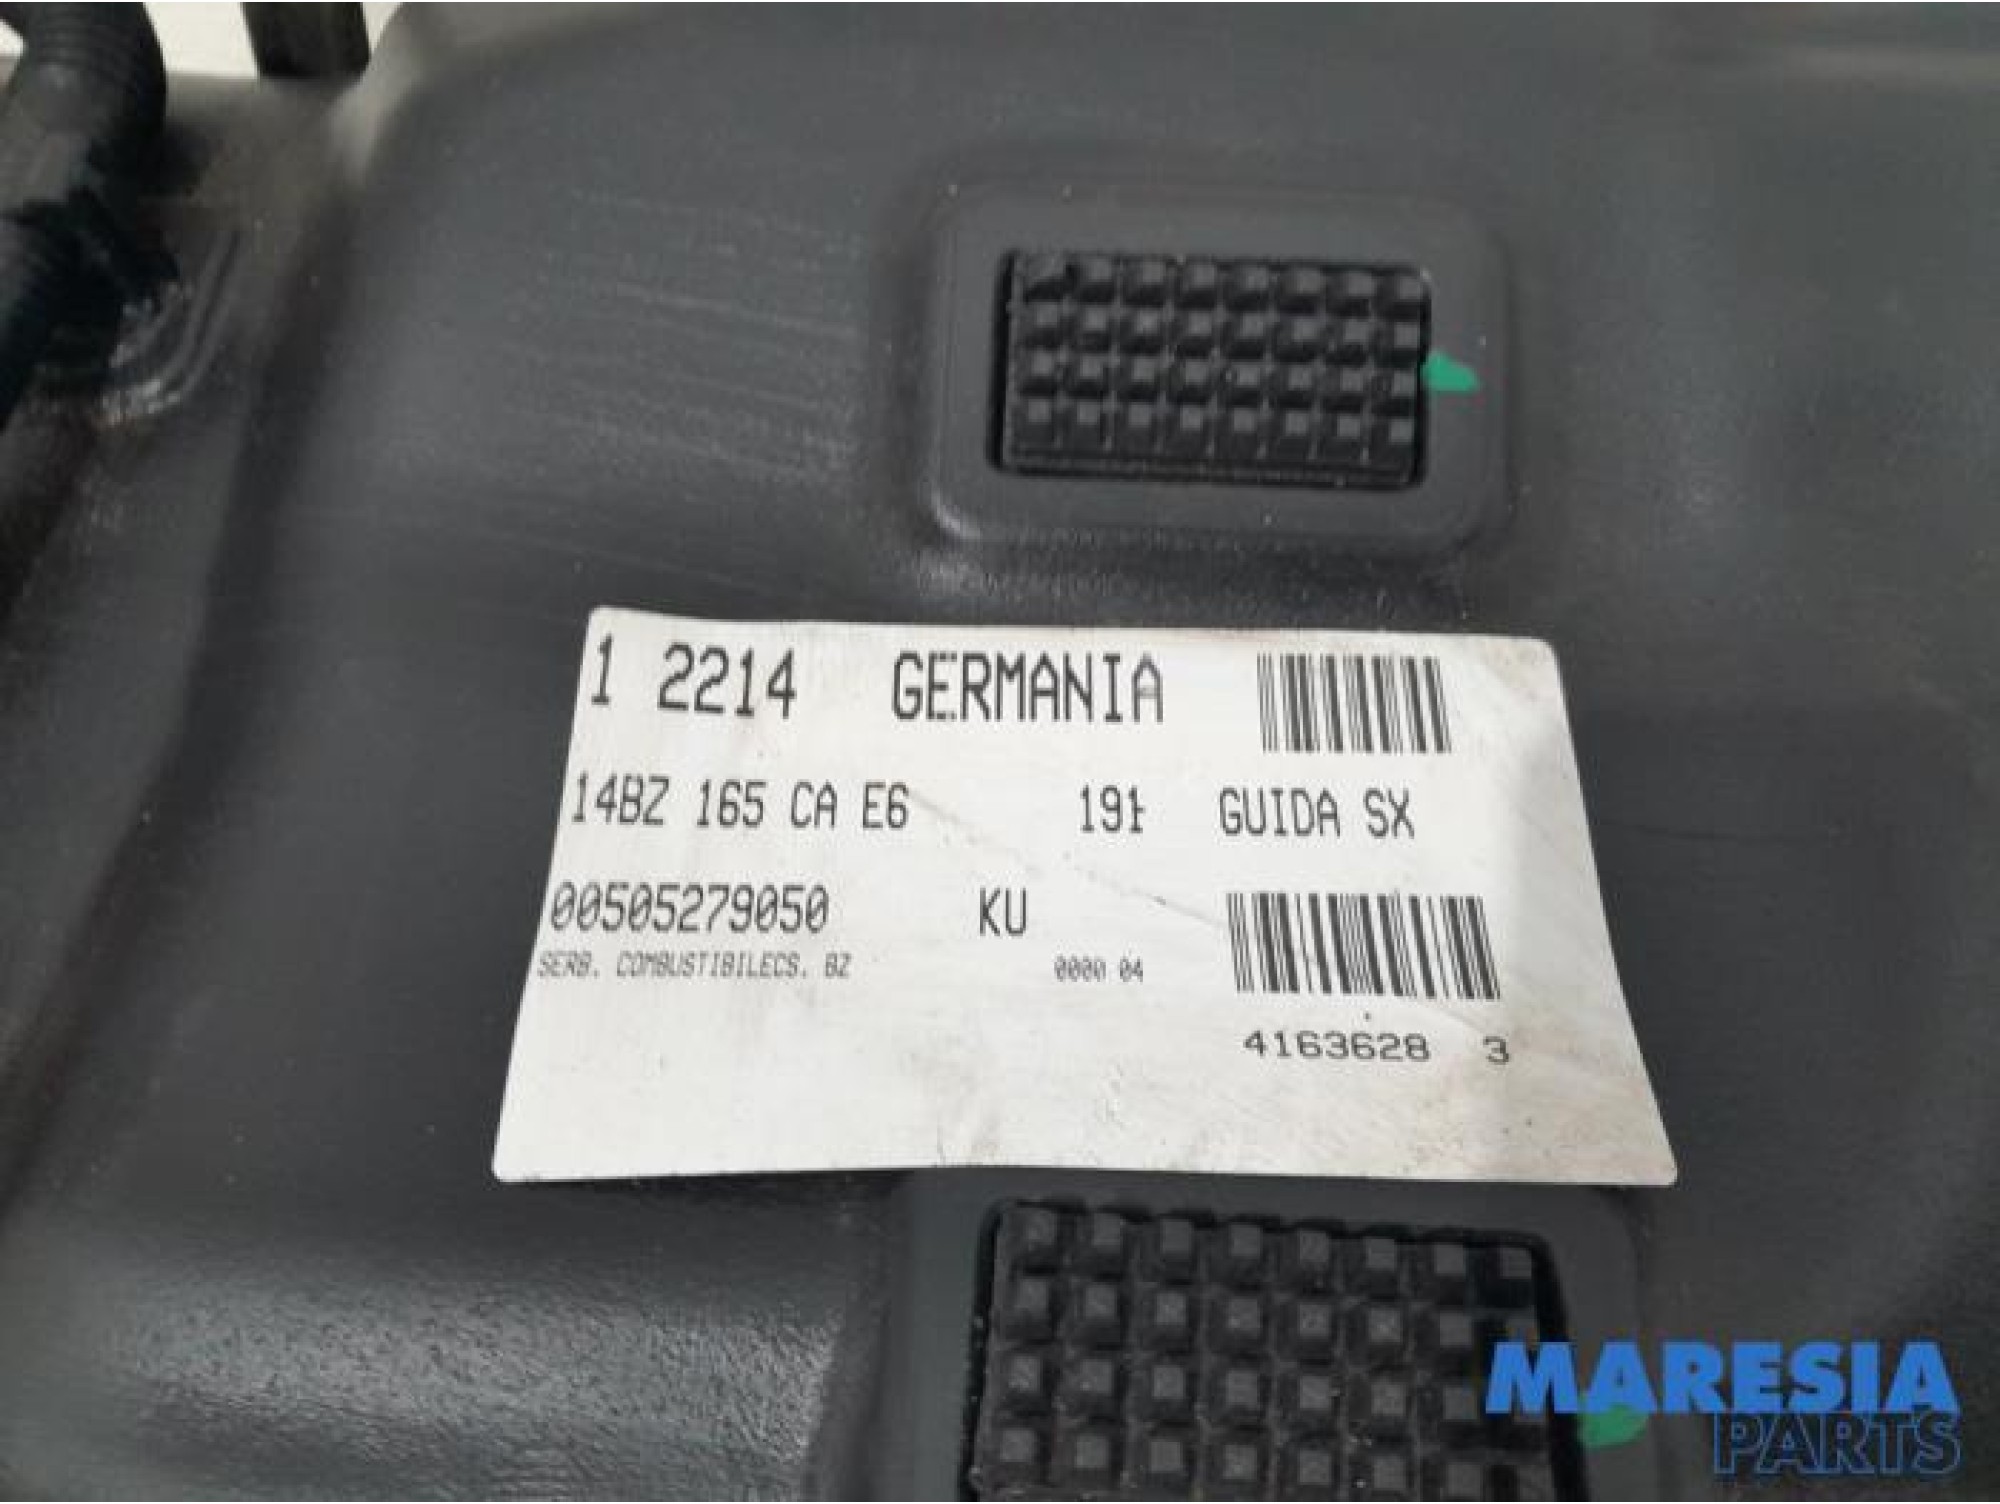 1 2214 GERMANIA
14BZ 165 CA E6 191 GUIDA SX
00505279050 KU
SERB. COMBUSTIBILECS. BZ 0000 04
4163628 3
MARESIA
PARTS